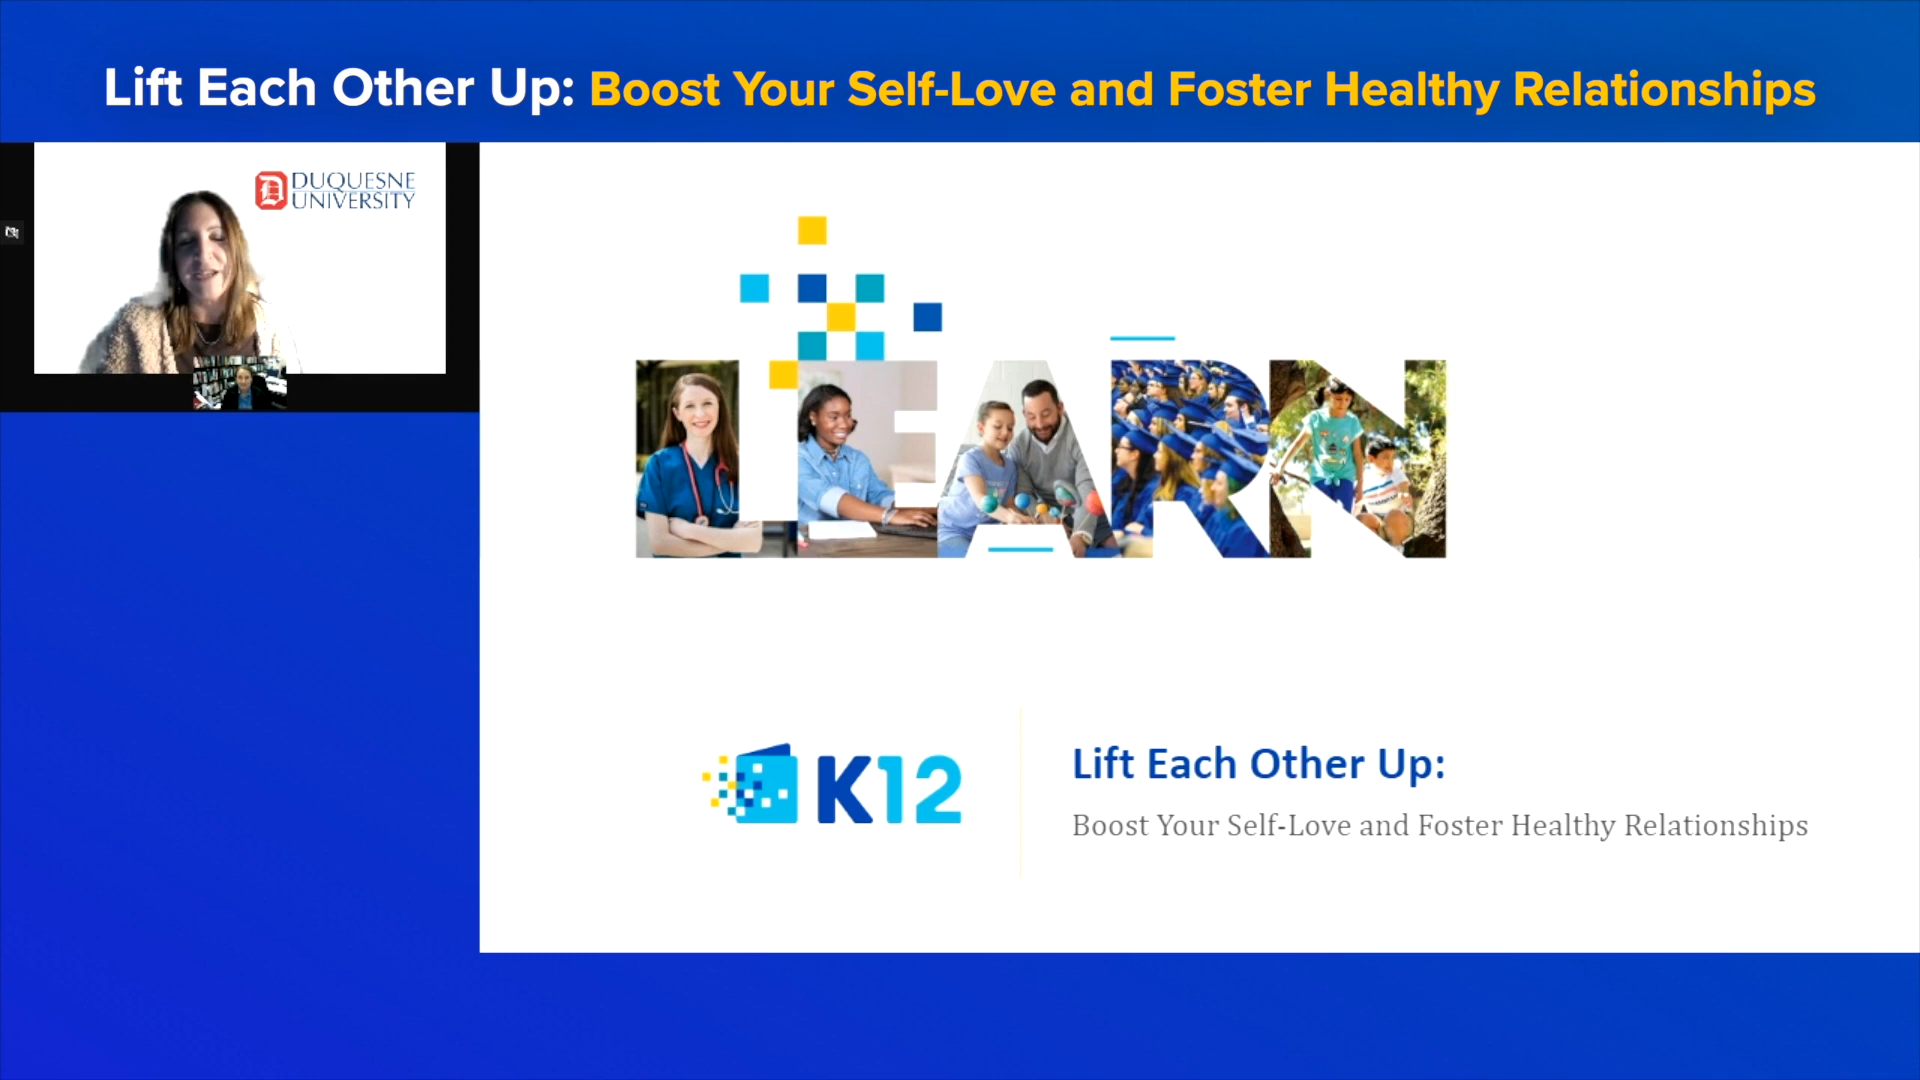 Lift Each Other Up: Boost Your Self-Love and Foster Healthy Relationships
DUQUESNE
UNIVERSITY
LEARN
K12
Lift Each Other Up:
Boost Your Self-Love and Foster Healthy Relationships